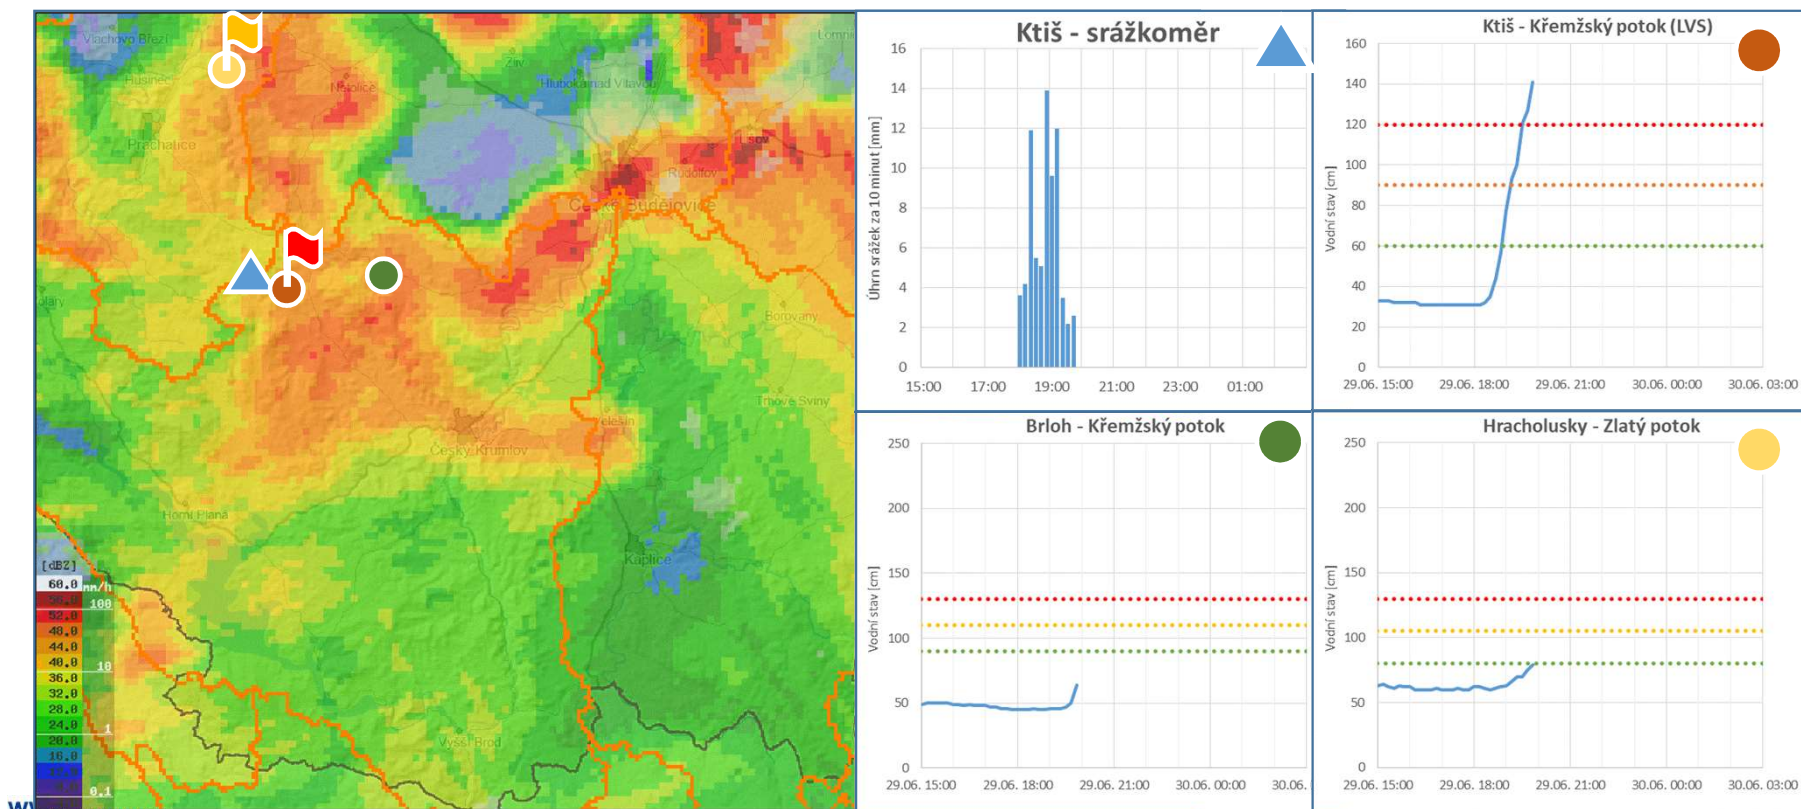 Vlachovo Březí
Husinec
Prachatice
Netolice
Zliv
Hluboká nad Vltavou
Lomni
Lišov
Rudolfov
České Budějovice
olary
Borovany
Trhové Sviny
Velešín
Český Krumlov
Horní Planá
Kaplice
Vyšší Brod
[dBZ]
60.0
56.0
52.0
48.0
44.0
40.0
36.0
32.0
28.0
24.0
20.0
16.0
mm/h
100
10
1
0.1
Ktiš - srážkoměr
Úhrn srážek za 10 minut [mm]
16
14
12
10
8
6
4
2
0
15:00 17:00 19:00 21:00 23:00 01:00
Ktiš - Křemžský potok (LVS)
Vodní stav [cm]
160
140
120
100
80
60
40
20
0
29.06. 15:00 29.06. 18:00 29.06. 21:00 30.06. 00:00 30.06. 03:00
Brloh - Křemžský potok
Vodní stav [cm]
250
200
150
100
50
0
29.06. 15:00 29.06. 18:00 29.06. 21:00 30.06. 00:00 30.06.
Hracholusky - Zlatý potok
Vodní stav [cm]
250
200
150
100
50
0
29.06. 15:00 29.06. 18:00 29.06. 21:00 30.06. 00:00 30.06. 03:00